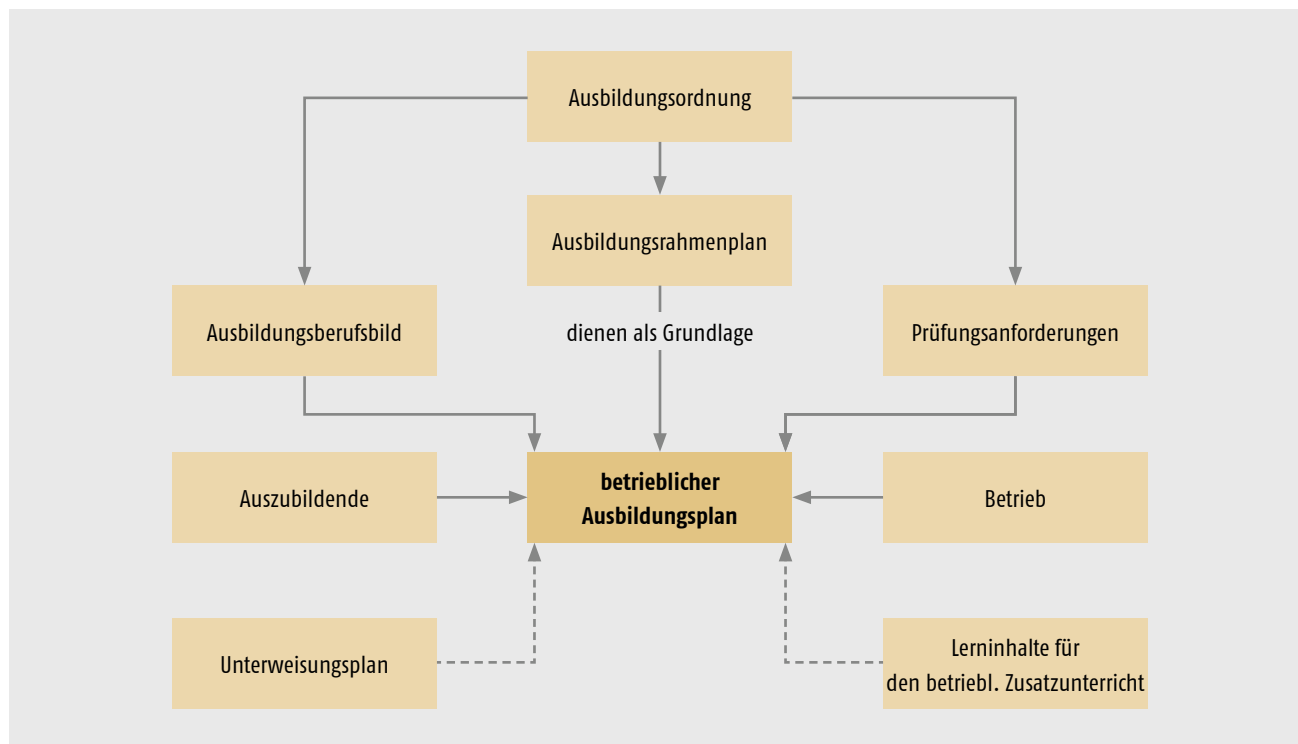 Ausbildungsordnung
Ausbildungsrahmenplan
Ausbildungsberufsbild
dienen als Grundlage
Prüfungsanforderungen
Auszubildende
betrieblicher
Ausbildungsplan
Betrieb
Unterweisungsplan
Lerninhalte für
den betriebl. Zusatzunterricht